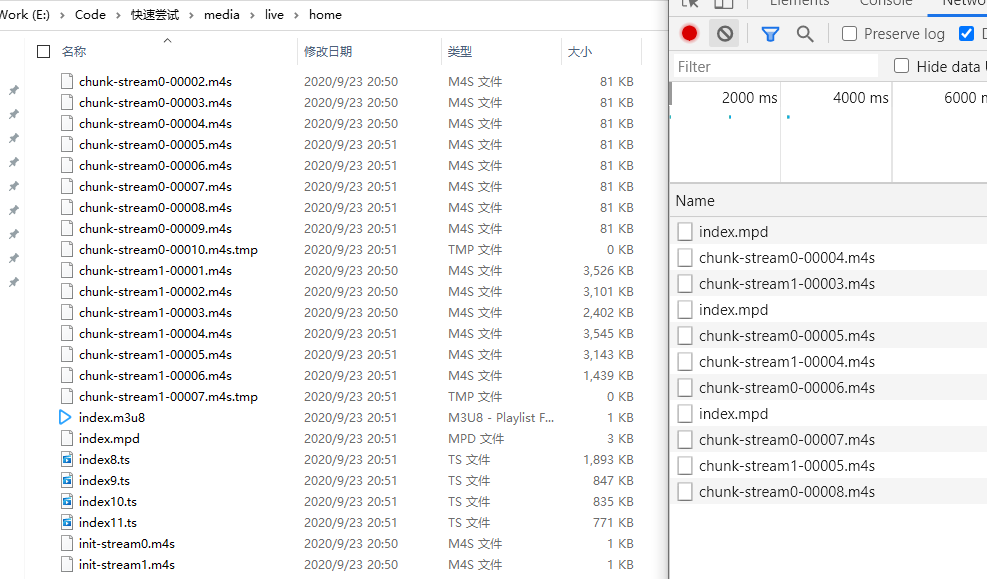 Work (E:) › Code › 快速尝试 › media › live › home
名称 修改日期 类型 大小
chunk-stream0-00002.m4s 2020/9/23 20:50 M4S 文件 81 KB
chunk-stream0-00003.m4s 2020/9/23 20:50 M4S 文件 81 KB
chunk-stream0-00004.m4s 2020/9/23 20:50 M4S 文件 81 KB
chunk-stream0-00005.m4s 2020/9/23 20:51 M4S 文件 81 KB
chunk-stream0-00006.m4s 2020/9/23 20:51 M4S 文件 81 KB
chunk-stream0-00007.m4s 2020/9/23 20:51 M4S 文件 81 KB
chunk-stream0-00008.m4s 2020/9/23 20:51 M4S 文件 81 KB
chunk-stream0-00009.m4s 2020/9/23 20:51 M4S 文件 81 KB
chunk-stream0-00010.m4s.tmp 2020/9/23 20:51 TMP 文件 0 KB
chunk-stream1-00001.m4s 2020/9/23 20:50 M4S 文件 3,526 KB
chunk-stream1-00002.m4s 2020/9/23 20:50 M4S 文件 3,101 KB
chunk-stream1-00003.m4s 2020/9/23 20:50 M4S 文件 2,402 KB
chunk-stream1-00004.m4s 2020/9/23 20:51 M4S 文件 3,545 KB
chunk-stream1-00005.m4s 2020/9/23 20:51 M4S 文件 3,143 KB
chunk-stream1-00006.m4s 2020/9/23 20:51 M4S 文件 1,439 KB
chunk-stream1-00007.m4s.tmp 2020/9/23 20:51 TMP 文件 0 KB
index.m3u8 2020/9/23 20:51 M3U8 - Playlist F... 1 KB
index.mpd 2020/9/23 20:51 MPD 文件 3 KB
index8.ts 2020/9/23 20:51 TS 文件 1,893 KB
index9.ts 2020/9/23 20:51 TS 文件 847 KB
index10.ts 2020/9/23 20:51 TS 文件 835 KB
index11.ts 2020/9/23 20:51 TS 文件 771 KB
init-stream0.m4s 2020/9/23 20:50 M4S 文件 1 KB
init-stream1.m4s 2020/9/23 20:50 M4S 文件 1 KB
Elements Console Netwo
Preserve log D
Filter Hide data U
2000 ms 4000 ms 6000 m
Name
index.mpd
chunk-stream0-00004.m4s
chunk-stream1-00003.m4s
index.mpd
chunk-stream0-00005.m4s
chunk-stream1-00004.m4s
chunk-stream0-00006.m4s
index.mpd
chunk-stream0-00007.m4s
chunk-stream1-00005.m4s
chunk-stream0-00008.m4s